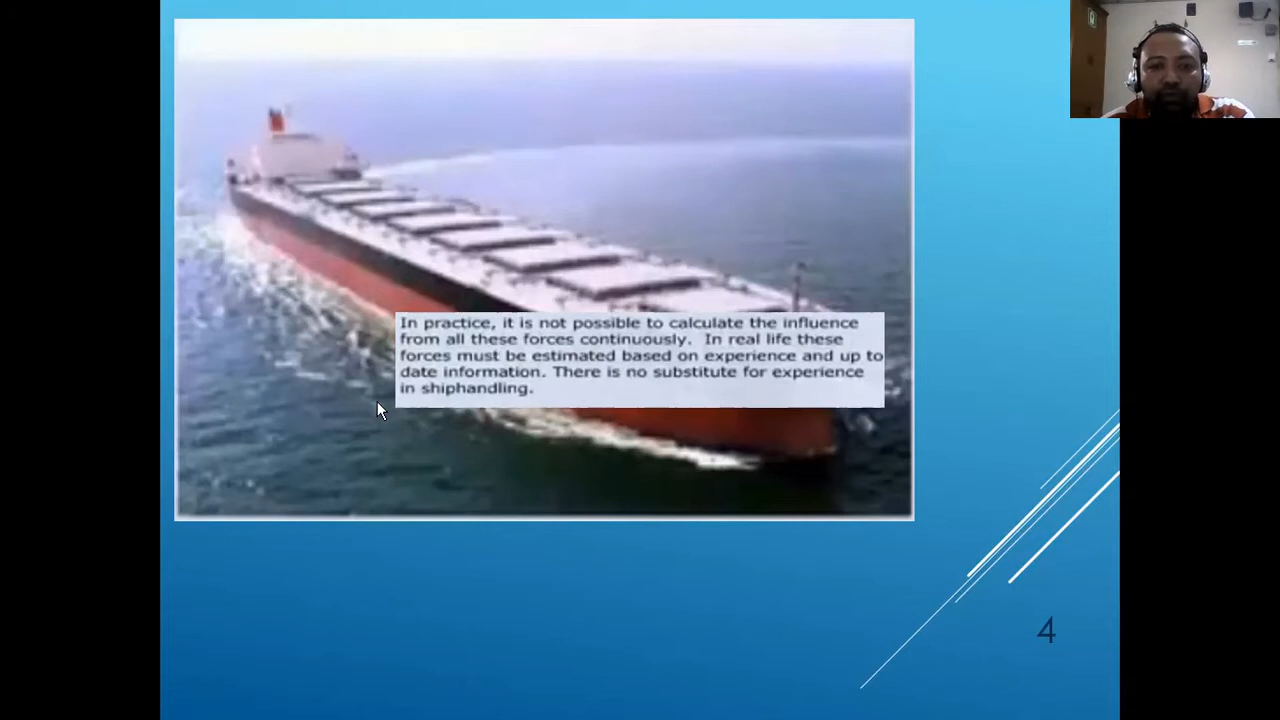 In practice, it is not possible to calculate the influence
from all these forces continuously. In real life these
forces must be estimated based on experience and up to
date information. There is no substitute for experience
in shiphandling.
4